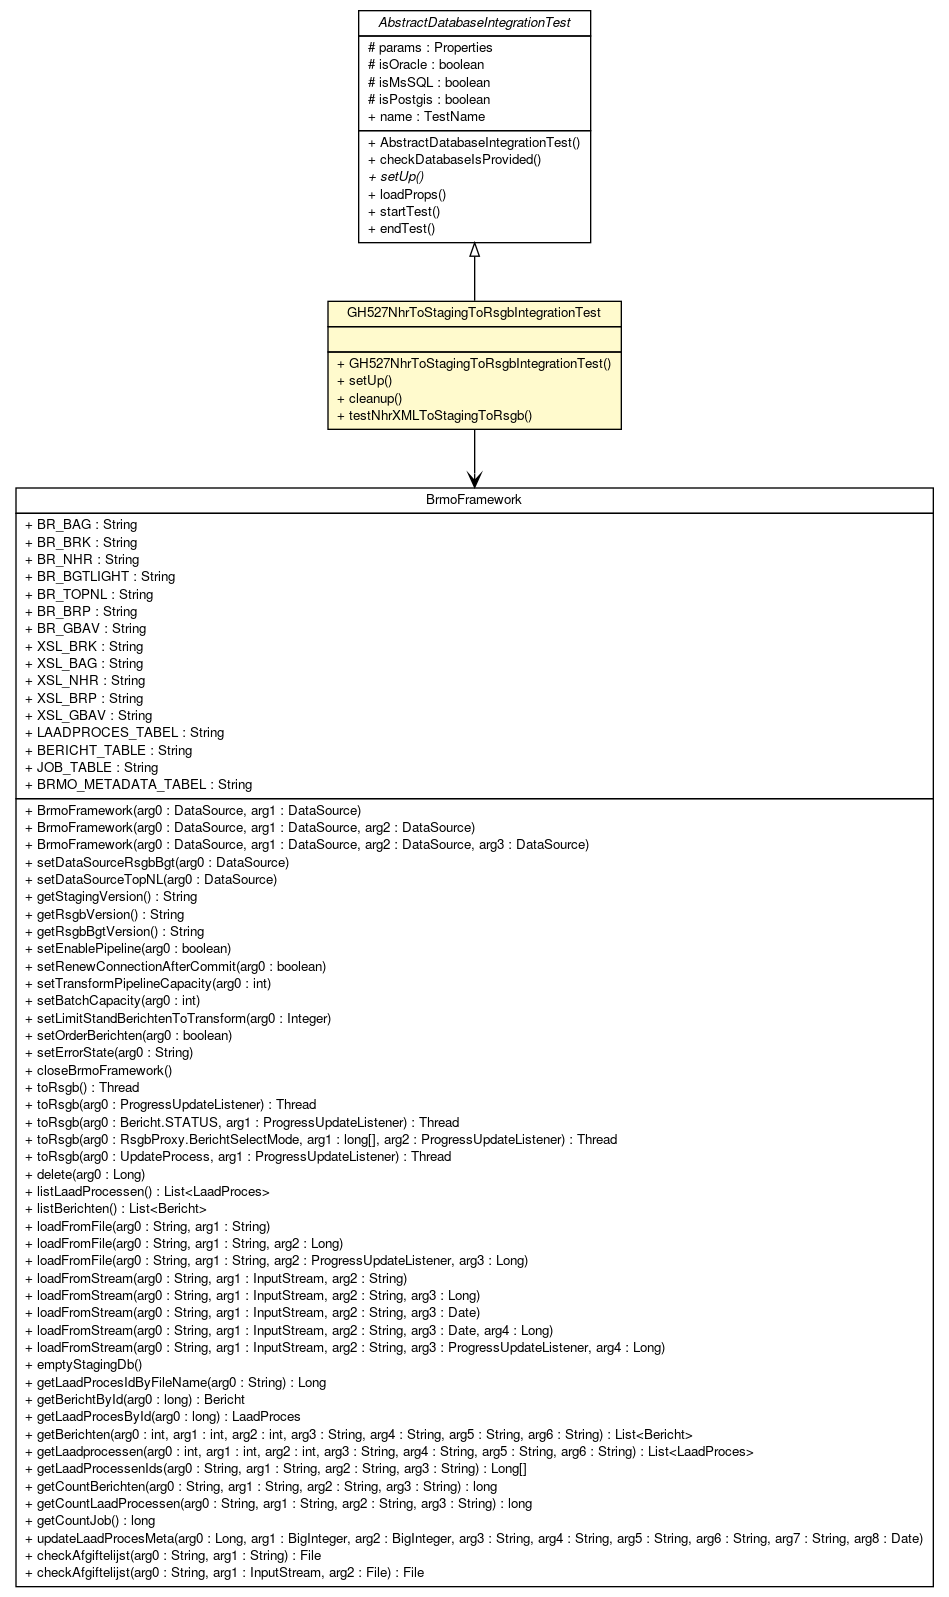 AbstractDatabaseIntegrationTest
# params : Properties
# isOracle : boolean
# isMsSQL : boolean
# isPostgis : boolean
+ name : TestName
+ AbstractDatabaseIntegrationTest()
+ checkDatabaseIsProvided()
+ setUp()
+ loadProps()
+ startTest()
+ endTest()
GH527NhrToStagingToRsgbIntegrationTest
+ GH527NhrToStagingToRsgbIntegrationTest()
+ setUp()
+ cleanup()
+ testNhrXMLToStagingToRsgb()
BrmoFramework
+ BR_BAG : String
+ BR_BRK : String
+ BR_NHR : String
+ BR_BGTLIGHT : String
+ BR_TOPNL : String
+ BR_BRP : String
+ BR_GBAV : String
+ XSL_BRK : String
+ XSL_BAG : String
+ XSL_NHR : String
+ XSL_BRP : String
+ XSL_GBAV : String
+ LAADPROCES_TABEL : String
+ BERICHT_TABLE : String
+ JOB_TABLE : String
+ BRMO_METADATA_TABEL : String
+ BrmoFramework(arg0 : DataSource, arg1 : DataSource)
+ BrmoFramework(arg0 : DataSource, arg1 : DataSource, arg2 : DataSource)
+ BrmoFramework(arg0 : DataSource, arg1 : DataSource, arg2 : DataSource, arg3 : DataSource)
+ setDataSourceRsgbBgt(arg0 : DataSource)
+ setDataSourceTopNL(arg0 : DataSource)
+ getStagingVersion() : String
+ getRsgbVersion() : String
+ getRsgbBgtVersion() : String
+ setEnablePipeline(arg0 : boolean)
+ setRenewConnectionAfterCommit(arg0 : boolean)
+ setTransformPipelineCapacity(arg0 : int)
+ setBatchCapacity(arg0 : int)
+ setLimitStandBerichtenToTransform(arg0 : Integer)
+ setOrderBerichten(arg0 : boolean)
+ setErrorState(arg0 : String)
+ closeBrmoFramework()
+ toRsgb() : Thread
+ toRsgb(arg0 : ProgressUpdateListener) : Thread
+ toRsgb(arg0 : Bericht.STATUS, arg1 : ProgressUpdateListener) : Thread
+ toRsgb(arg0 : RsgbProxy.BerichtSelectMode, arg1 : long[], arg2 : ProgressUpdateListener) : Thread
+ toRsgb(arg0 : UpdateProcess, arg1 : ProgressUpdateListener) : Thread
+ delete(arg0 : Long)
+ listLaadProcessen() : List<LaadProces>
+ listBerichten() : List<Bericht>
+ loadFromFile(arg0 : String, arg1 : String)
+ loadFromFile(arg0 : String, arg1 : String, arg2 : Long)
+ loadFromFile(arg0 : String, arg1 : String, arg2 : ProgressUpdateListener, arg3 : Long)
+ loadFromStream(arg0 : String, arg1 : InputStream, arg2 : String)
+ loadFromStream(arg0 : String, arg1 : InputStream, arg2 : String, arg3 : Long)
+ loadFromStream(arg0 : String, arg1 : InputStream, arg2 : String, arg3 : Date)
+ loadFromStream(arg0 : String, arg1 : InputStream, arg2 : String, arg3 : Date, arg4 : Long)
+ loadFromStream(arg0 : String, arg1 : InputStream, arg2 : String, arg3 : ProgressUpdateListener, arg4 : Long)
+ emptyStagingDb()
+ getLaadProcesIdByFileName(arg0 : String) : Long
+ getBerichtById(arg0 : long) : Bericht
+ getLaadProcesById(arg0 : long) : LaadProces
+ getBerichten(arg0 : int, arg1 : int, arg2 : int, arg3 : String, arg4 : String, arg5 : String, arg6 : String) : List<Bericht>
+ getLaadprocessen(arg0 : int, arg1 : int, arg2 : int, arg3 : String, arg4 : String, arg5 : String, arg6 : String) : List<LaadProces>
+ getLaadProcessenIds(arg0 : String, arg1 : String, arg2 : String, arg3 : String) : Long[]
+ getCountBerichten(arg0 : String, arg1 : String, arg2 : String, arg3 : String) : long
+ getCountLaadProcessen(arg0 : String, arg1 : String, arg2 : String, arg3 : String) : long
+ getCountJob() : long
+ updateLaadProcesMeta(arg0 : Long, arg1 : BigInteger, arg2 : BigInteger, arg3 : String, arg4 : String, arg5 : String, arg6 : String, arg7 : String, arg8 : Date)
+ checkAfgiftelijst(arg0 : String, arg1 : String) : File
+ checkAfgiftelijst(arg0 : String, arg1 : InputStream, arg2 : File) : File